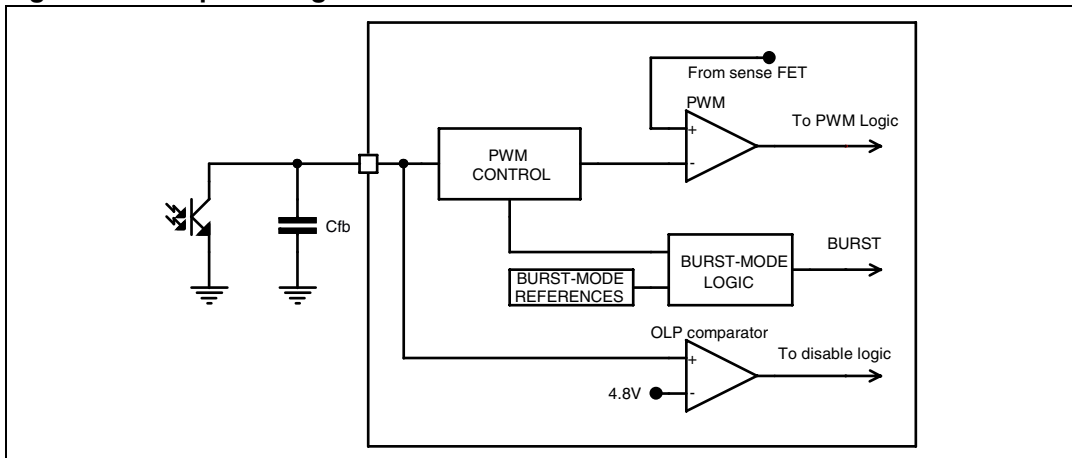 From sense FET
PWM
To PWM Logic
+
-
PWM
CONTROL
Cfb
BURST
BURST-MODE
LOGIC
BURST-MODE
REFERENCES
OLP comparator
To disable logic
+
4.8V
-